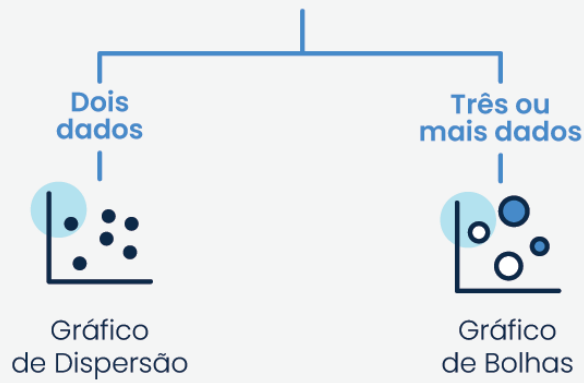 Dois
dados
Três ou
mais dados
Gráfico
de Dispersão
Gráfico
de Bolhas